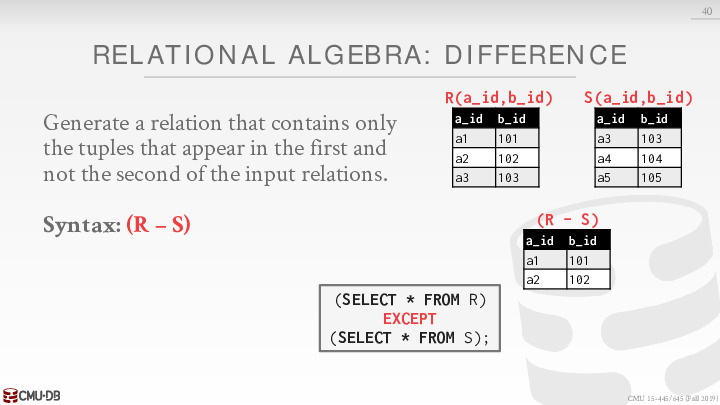 40
RELATIONAL ALGEBRA: DIFFERENCE
Generate a relation that contains only
the tuples that appear in the first and
not the second of the input relations.
Syntax: (R – S)
R(a_id,b_id)
a_id b_id
a1 101
a2 102
a3 103
S(a_id,b_id)
a_id b_id
a3 103
a4 104
a5 105
(R - S)
a_id b_id
a1 101
a2 102
(SELECT * FROM R)
EXCEPT
(SELECT * FROM S);
CMU-DB
CMU 15-445/645 (Fall 2019)